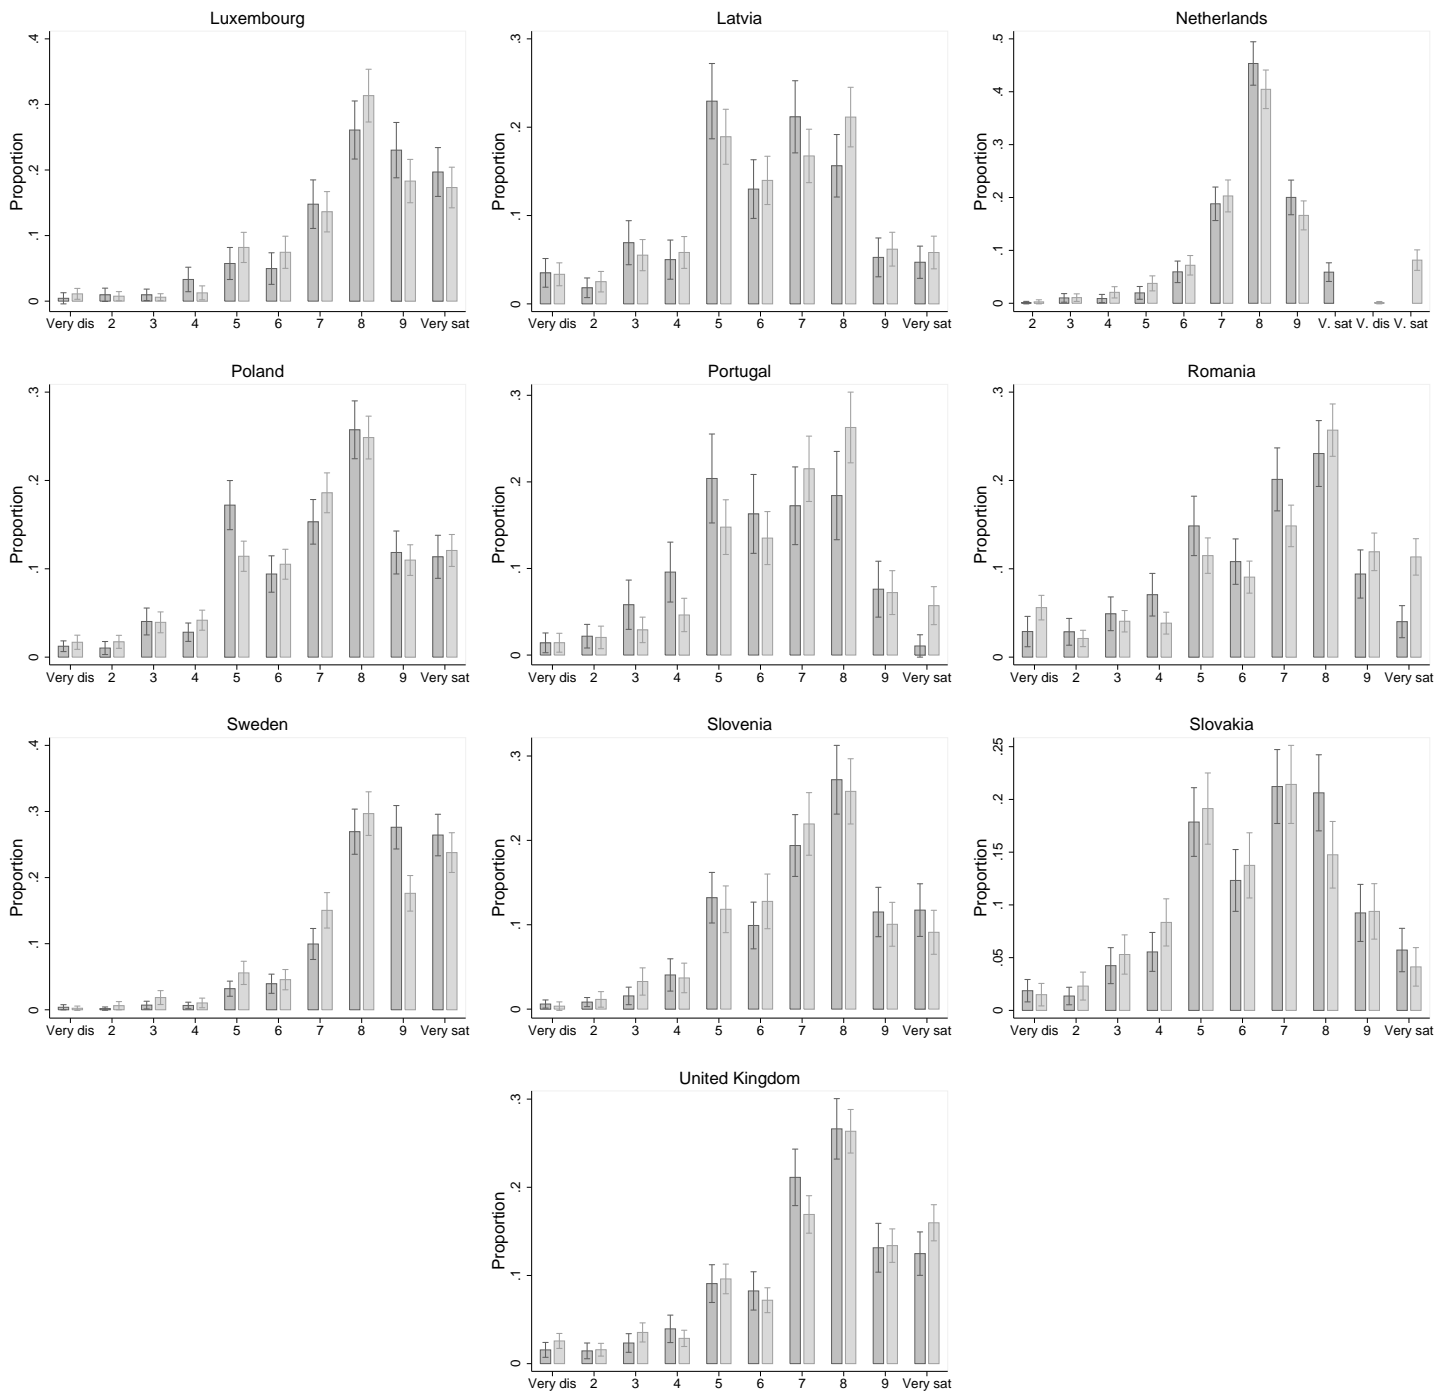 Luxembourg
Proportion
.4
.3
.2
.1
0
Very dis 2 3 4 5 6 7 8 9 Very sat
Latvia
Proportion
.3
.2
.1
0
Very dis 2 3 4 5 6 7 8 9 Very sat
Netherlands
Proportion
.5
.4
.3
.2
.1
0
2 3 4 5 6 7 8 9 V. sat V. dis V. sat
Poland
Proportion
.3
.2
.1
0
Very dis 2 3 4 5 6 7 8 9 Very sat
Portugal
Proportion
.3
.2
.1
0
Very dis 2 3 4 5 6 7 8 9 Very sat
Romania
Proportion
.3
.2
.1
0
Very dis 2 3 4 5 6 7 8 9 Very sat
Sweden
Proportion
.4
.3
.2
.1
0
Very dis 2 3 4 5 6 7 8 9 Very sat
Slovenia
Proportion
.3
.2
.1
0
Very dis 2 3 4 5 6 7 8 9 Very sat
Slovakia
Proportion
.25
.2
.15
.1
.05
0
Very dis 2 3 4 5 6 7 8 9 Very sat
United Kingdom
Proportion
.3
.2
.1
0
Very dis 2 3 4 5 6 7 8 9 Very sat